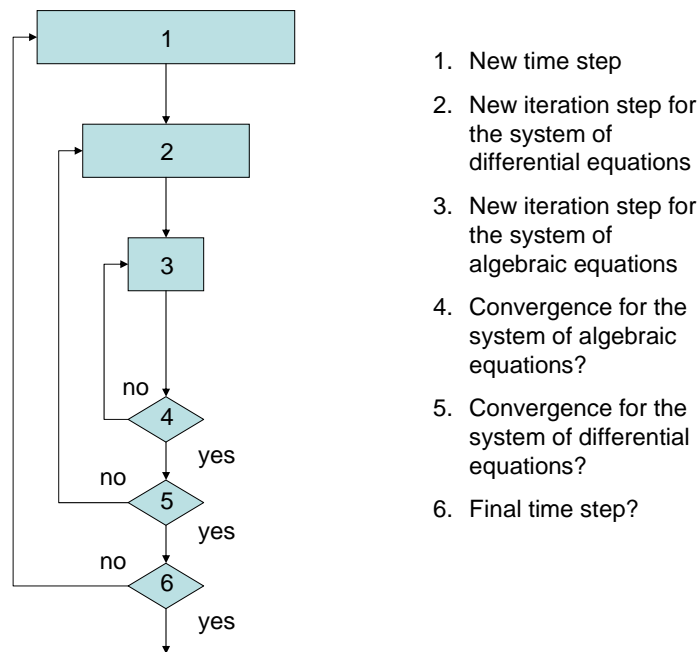 1
2
3
no
4
yes
no
5
yes
no
6
yes
1. New time step
2. New iteration step for
the system of
differential equations
3. New iteration step for
the system of
algebraic equations
4. Convergence for the
system of algebraic
equations?
5. Convergence for the
system of differential
equations?
6. Final time step?